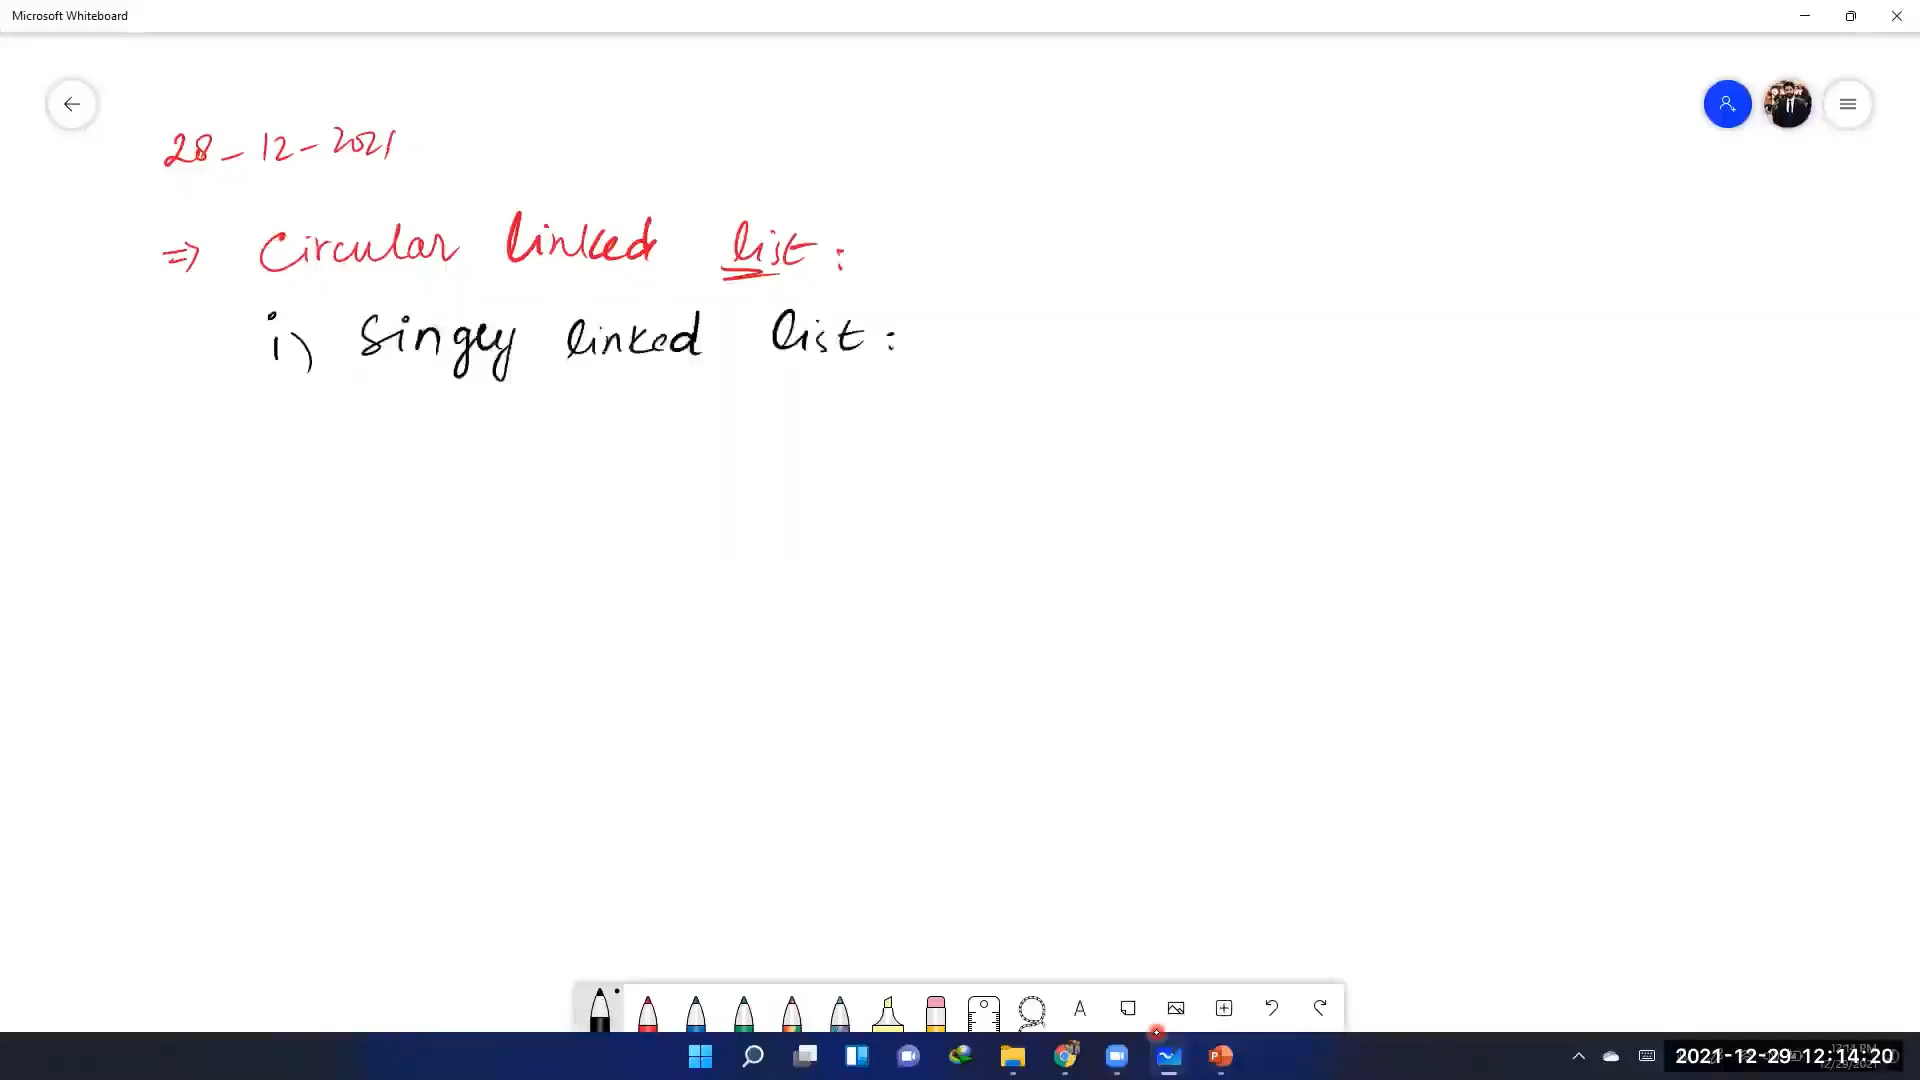 Microsoft Whiteboard
28-12-2021
⇒ Circular linked list:
i) Singly linked list:
A
2021-12-29 12:14:20